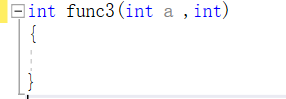 int func3(int a ,int)
{
}